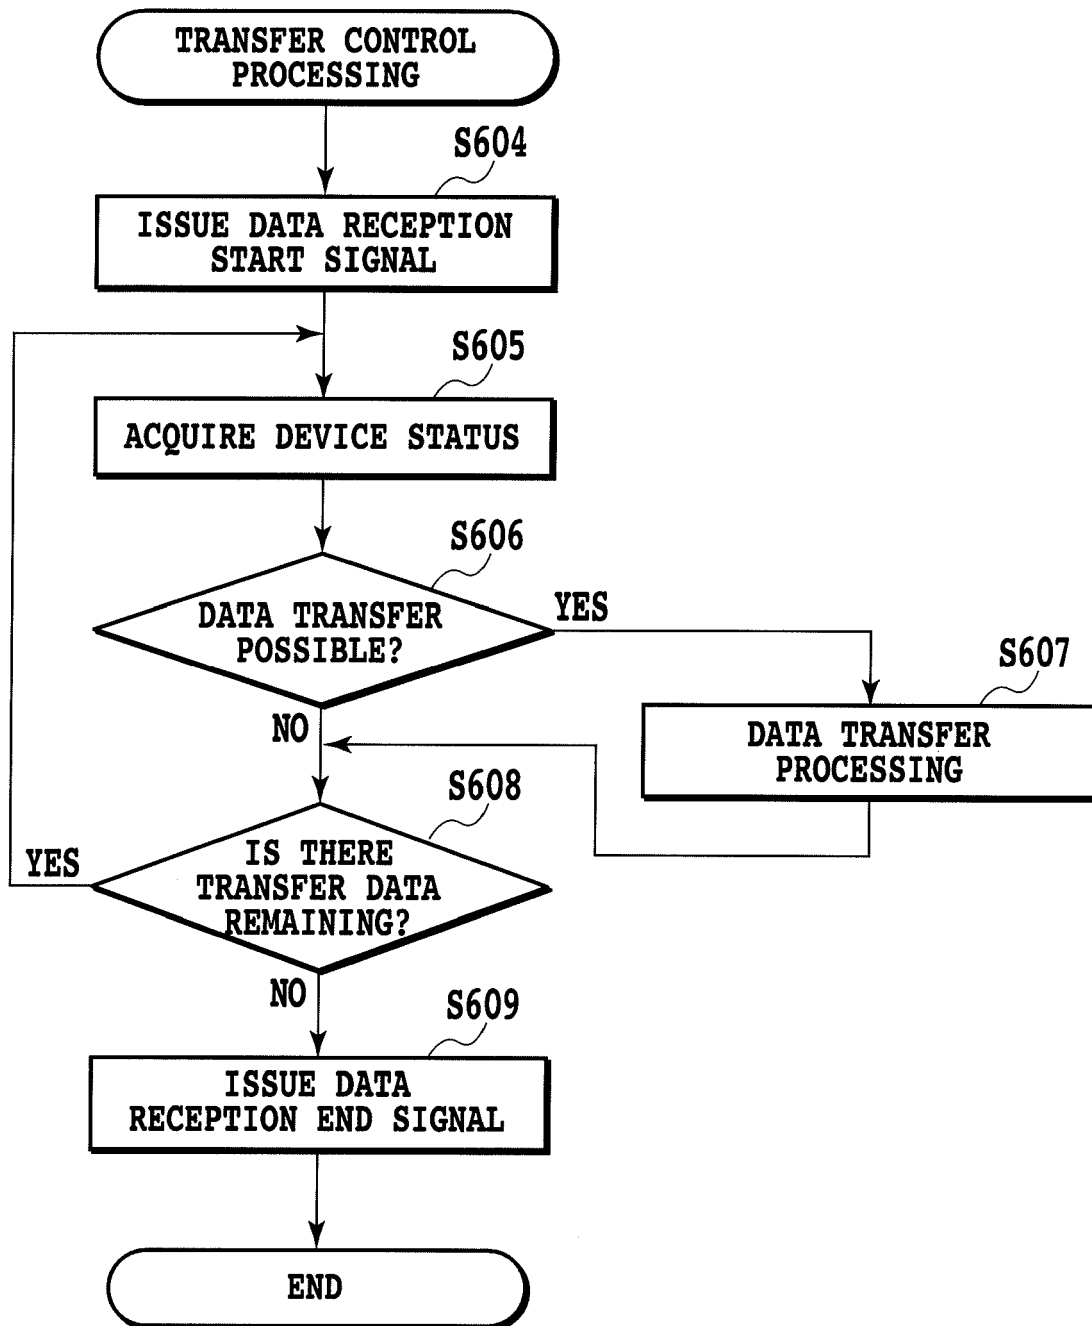 TRANSFER CONTROL
PROCESSING
S604
ISSUE DATA RECEPTION
START SIGNAL
S605
ACQUIRE DEVICE STATUS
S606
DATA TRANSFER
POSSIBLE?
YES
S607
DATA TRANSFER
PROCESSING
NO
S608
IS THERE
TRANSFER DATA
REMAINING?
YES
NO
S609
ISSUE DATA
RECEPTION END SIGNAL
END